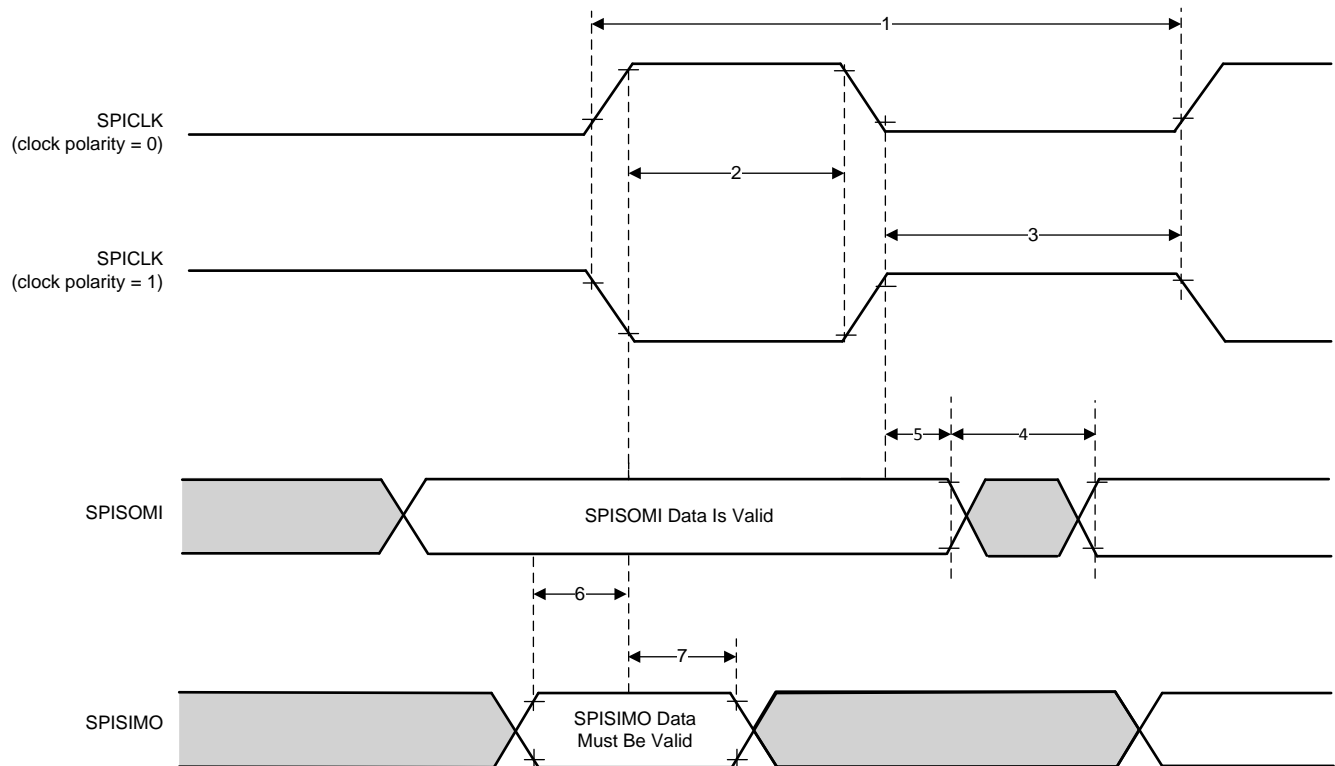 1
SPICLK
(clock polarity = 0)
2
3
SPICLK
(clock polarity = 1)
5
4
SPISOMI
SPISOMI Data Is Valid
6
7
SPISIMO
SPISIMO Data
Must Be Valid